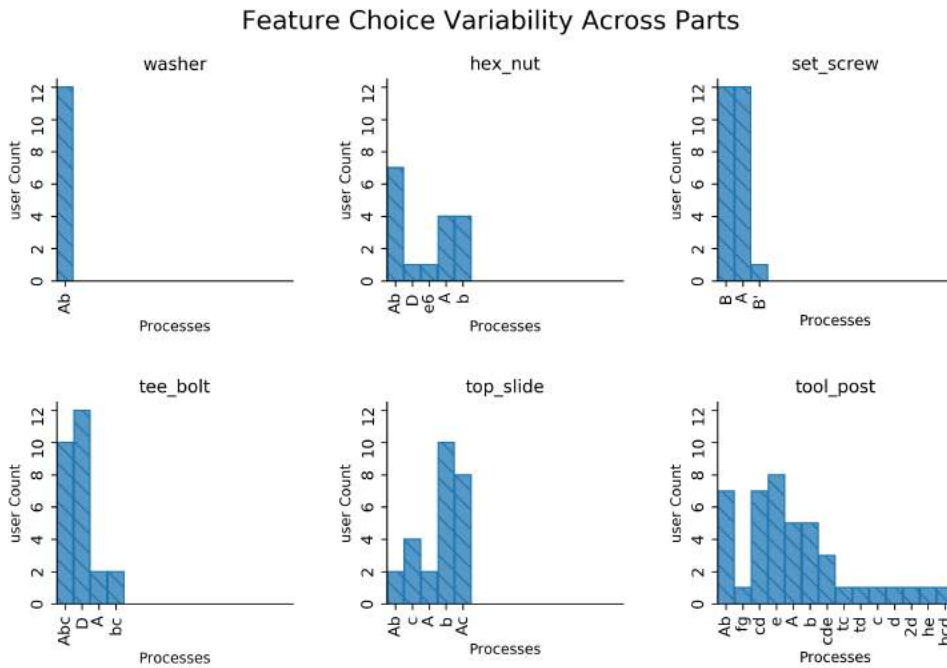 Feature Choice Variability Across Parts
washer
user Count
0
2
4
6
8
10
12
Ab
Processes
hex_nut
user Count
0
2
4
6
8
10
12
Ab
D
e6
A
b
Processes
set_screw
user Count
0
2
4
6
8
10
12
B
A
B'
Processes
tee_bolt
user Count
0
2
4
6
8
10
12
Abc
D
A
bc
Processes
top_slide
user Count
0
2
4
6
8
10
12
Ab
c
A
b
Ac
Processes
tool_post
user Count
0
2
4
6
8
10
12
Ab
fg
cd
e
A
b
cde
tc
td
c
d
2d
he
Processes